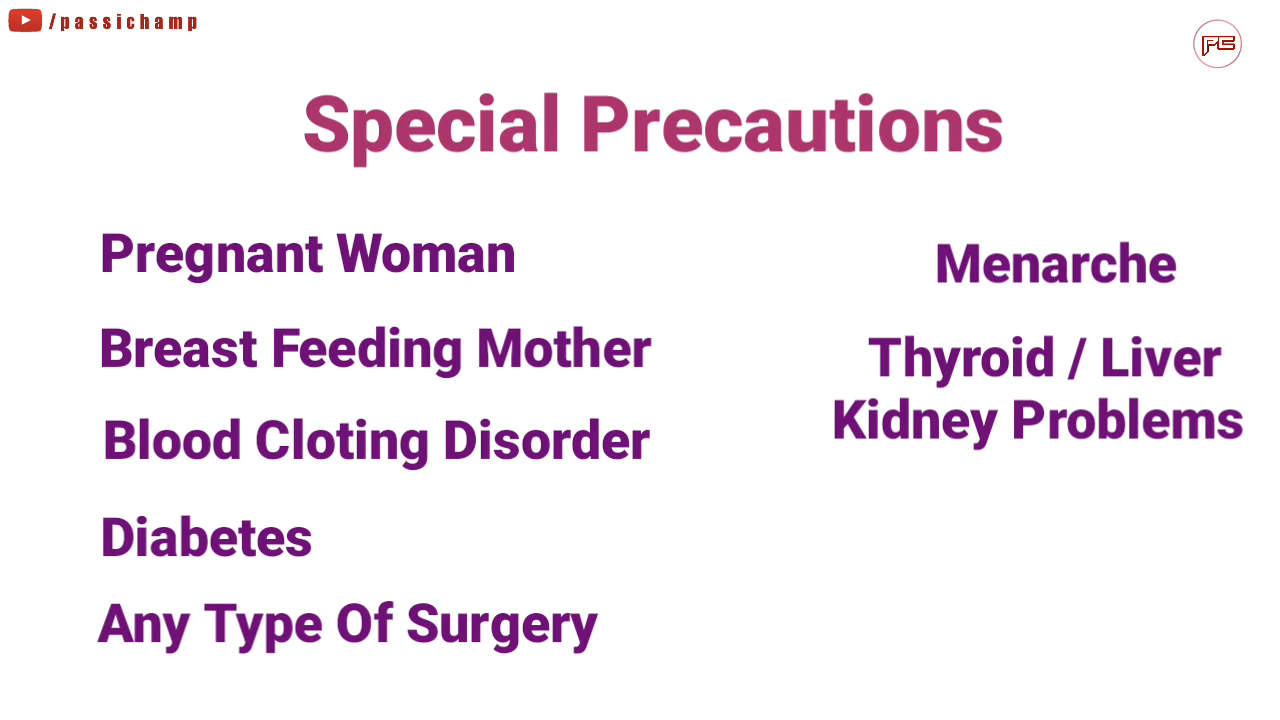 /passichamp
PC
Special Precautions
Pregnant Woman
Breast Feeding Mother
Blood Cloting Disorder
Diabetes
Any Type Of Surgery
Menarche
Thyroid / Liver
Kidney Problems